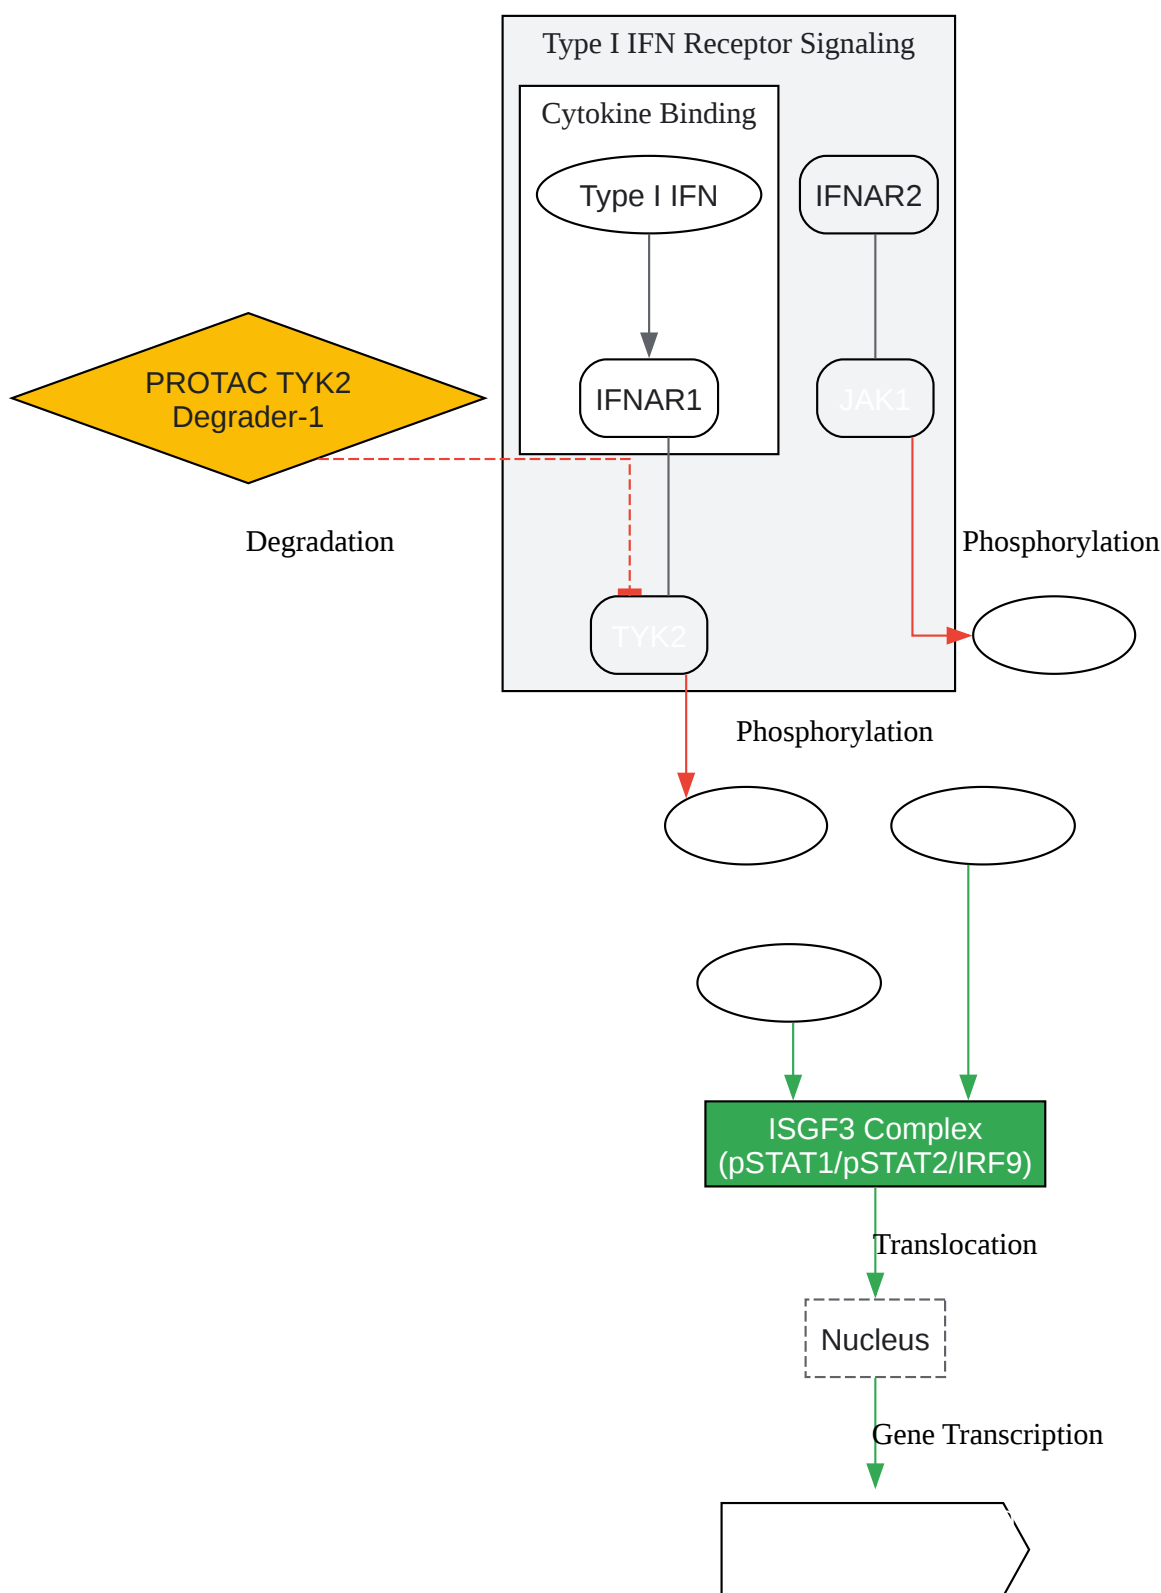 Type I IFN Receptor Signaling
Cytokine Binding
Type I IFN
IFNAR2
PROTAC TYK2
Degrader-1
IFNAR1
JAK1
Degradation
Phosphorylation
TYK2
Phosphorylation
ISGF3 Complex
(pSTAT1/pSTAT2/IRF9)
Translocation
Nucleus
Gene Transcription